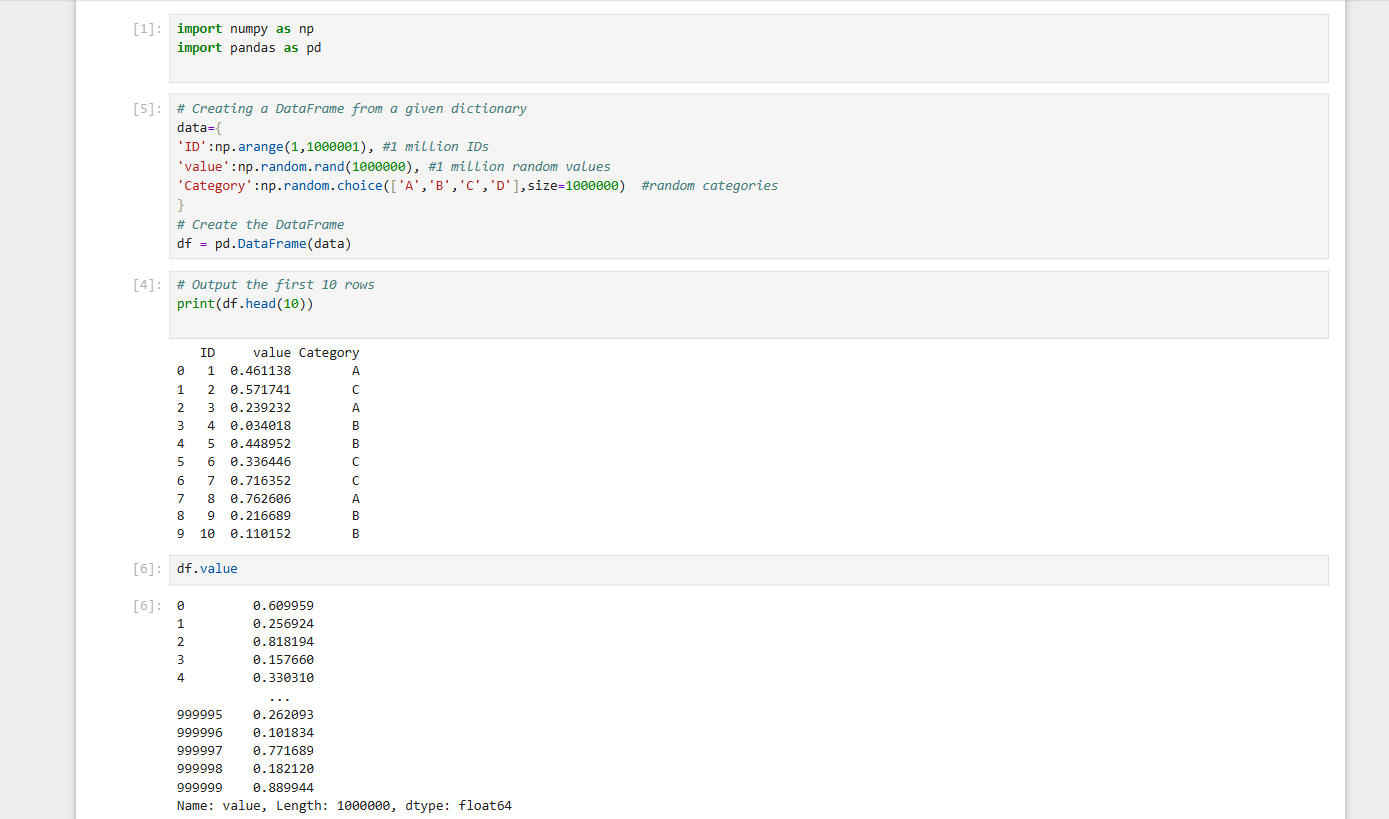 [1]: import numpy as np
import pandas as pd
[5]: # Creating a DataFrame from a given dictionary
data={
'ID':np.arange(1,1000001), #1 million IDs
'value':np.random.rand(1000000), #1 million random values
'Category':np.random.choice(['A','B','C','D'],size=1000000)  #random categories
}
# Create the DataFrame
df = pd.DataFrame(data)
[4]: # Output the first 10 rows
print(df.head(10))
   ID     value Category
0   1  0.461138        A
1   2  0.571741        C
2   3  0.239232        A
3   4  0.034018        B
4   5  0.448952        B
5   6  0.336446        C
6   7  0.716352        C
7   8  0.762606        A
8   9  0.216689        B
9  10  0.110152        B
[6]: df.value
[6]: 0         0.609959
1         0.256924
2         0.818194
3         0.157660
4         0.330310
            ...
999995    0.262093
999996    0.101834
999997    0.771689
999998    0.182120
999999    0.889944
Name: value, Length: 1000000, dtype: float64